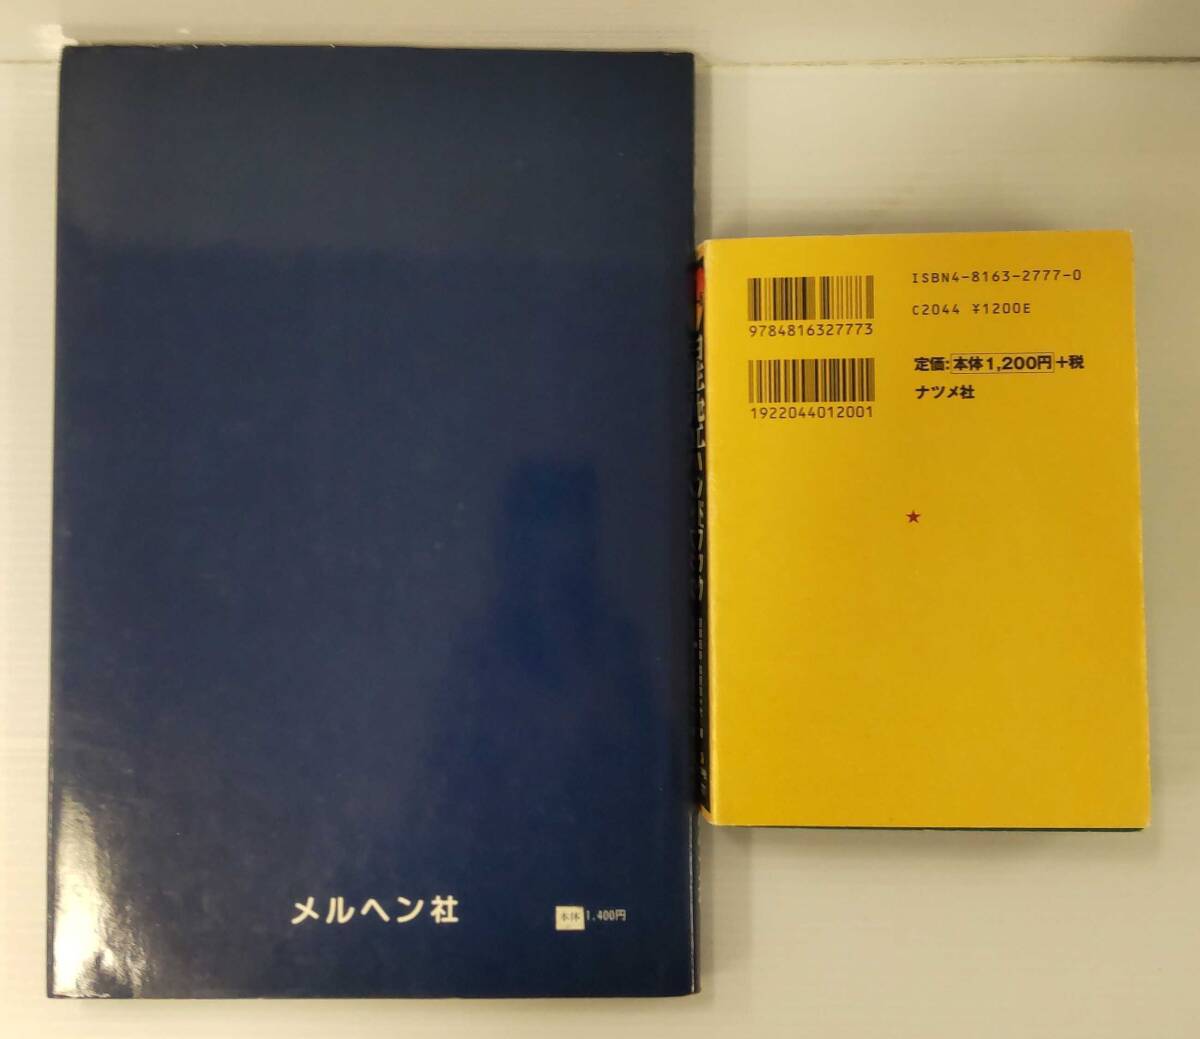 メルヘン社
本体 1,400円
9784816327773
1922044012001
ISBN4-8163-2777-0
C2044 ¥1200E
定価:本体1,200円+税
ナツメ社